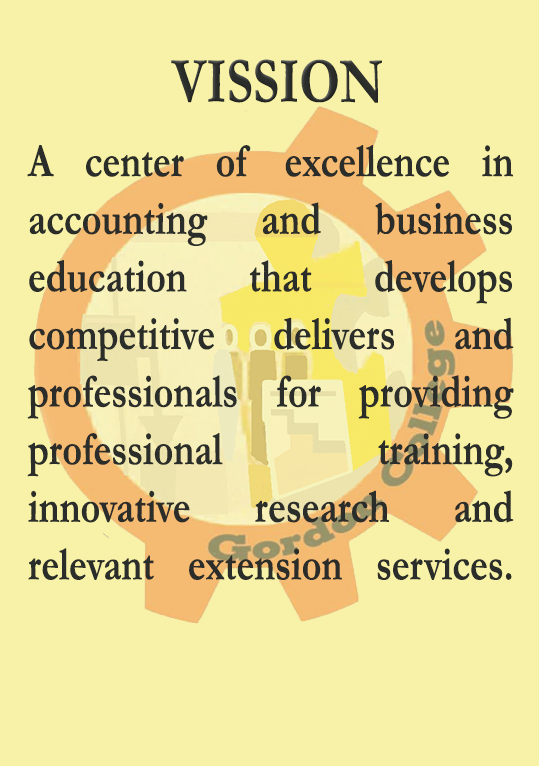 VISSION
A center of excellence in
accounting and business
education that develops
competitive delivers and
professionals for providing
professional training,
innovative research and
relevant extension services.
Gordon College